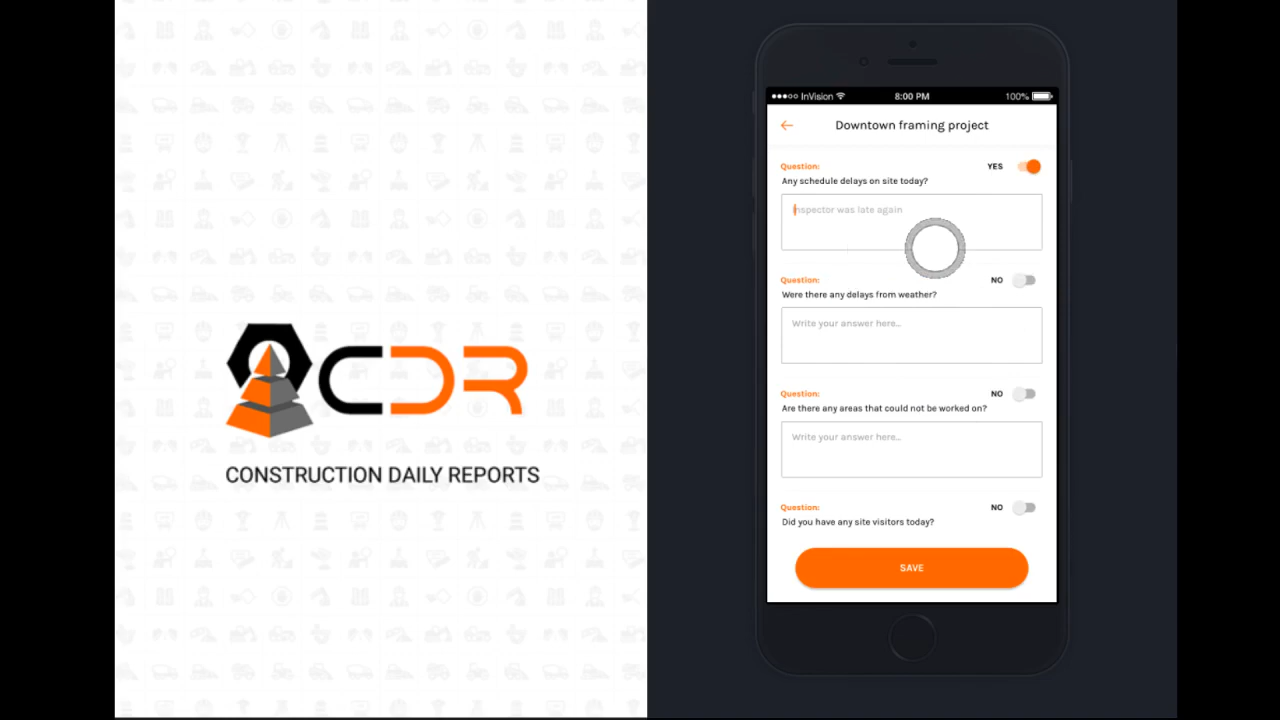 CDR
CONSTRUCTION DAILY REPORTS
InVision 8:00 PM 100%
Downtown framing project
Question: YES
Any schedule delays on site today?
Inspector was late again
Question: NO
Were there any delays from weather?
Write your answer here...
Question: NO
Are there any areas that could not be worked on?
Write your answer here...
Question: NO
Did you have any site visitors today?
SAVE